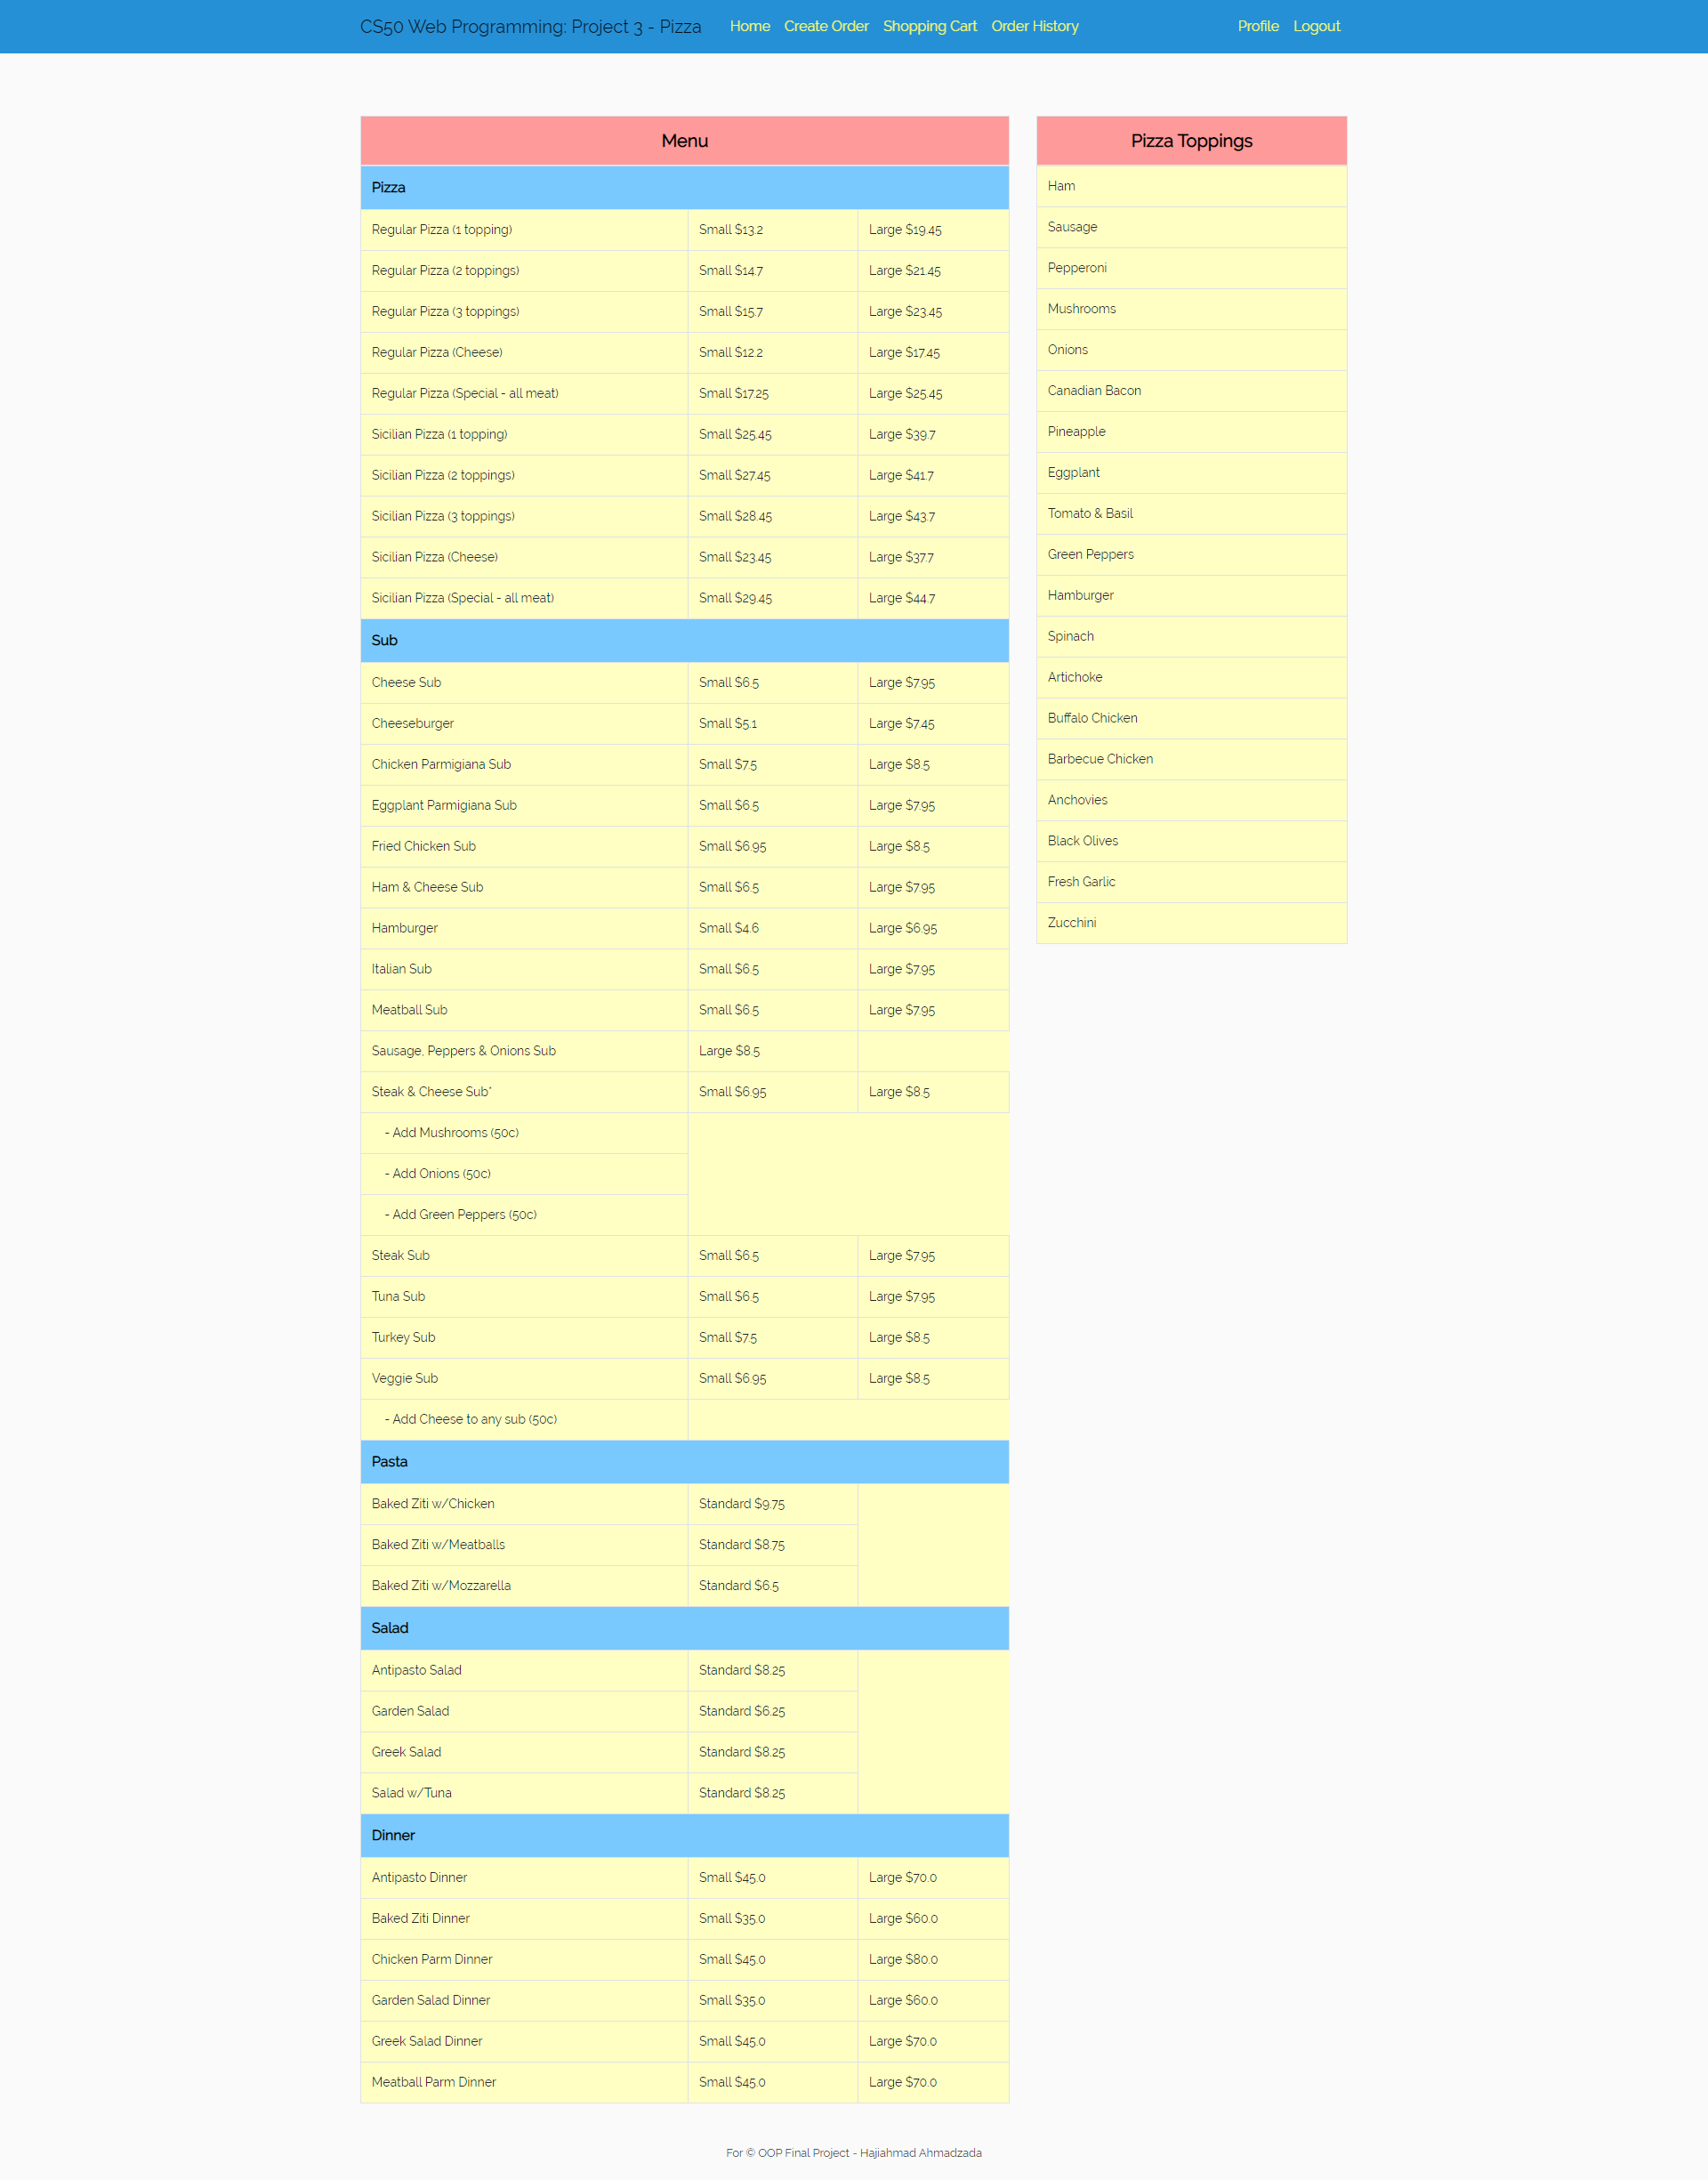 CS50 Web Programming: Project 3 - Pizza Home Create Order Shopping Cart Order History Profile Logout
Menu
Pizza
Regular Pizza (1 topping) Small $13.2 Large $19.45
Regular Pizza (2 toppings) Small $14.7 Large $21.45
Regular Pizza (3 toppings) Small $15.7 Large $23.45
Regular Pizza (Cheese) Small $12.2 Large $17.45
Regular Pizza (Special - all meat) Small $17.25 Large $25.45
Sicilian Pizza (1 topping) Small $25.45 Large $39.7
Sicilian Pizza (2 toppings) Small $27.45 Large $41.7
Sicilian Pizza (3 toppings) Small $28.45 Large $43.7
Sicilian Pizza (Cheese) Small $23.45 Large $37.7
Sicilian Pizza (Special - all meat) Small $29.45 Large $44.7
Sub
Cheese Sub Small $6.5 Large $7.95
Cheeseburger Small $5.1 Large $7.45
Chicken Parmigiana Sub Small $7.5 Large $8.5
Eggplant Parmigiana Sub Small $6.5 Large $7.95
Fried Chicken Sub Small $6.95 Large $8.5
Ham & Cheese Sub Small $6.5 Large $7.95
Hamburger Small $4.6 Large $6.95
Italian Sub Small $6.5 Large $7.95
Meatball Sub Small $6.5 Large $7.95
Sausage, Peppers & Onions Sub Large $8.5
Steak & Cheese Sub* Small $6.95 Large $8.5
- Add Mushrooms (50c)
- Add Onions (50c)
- Add Green Peppers (50c)
Steak Sub Small $6.5 Large $7.95
Tuna Sub Small $6.5 Large $7.95
Turkey Sub Small $7.5 Large $8.5
Veggie Sub Small $6.95 Large $8.5
- Add Cheese to any sub (50c)
Pasta
Baked Ziti w/Chicken Standard $9.75
Baked Ziti w/Meatballs Standard $8.75
Baked Ziti w/Mozzarella Standard $6.5
Salad
Antipasto Salad Standard $8.25
Garden Salad Standard $6.25
Greek Salad Standard $8.25
Salad w/Tuna Standard $8.25
Dinner
Antipasto Dinner Small $45.0 Large $70.0
Baked Ziti Dinner Small $35.0 Large $60.0
Chicken Parm Dinner Small $45.0 Large $80.0
Garden Salad Dinner Small $35.0 Large $60.0
Greek Salad Dinner Small $45.0 Large $70.0
Meatball Parm Dinner Small $45.0 Large $70.0
Pizza Toppings
Ham
Sausage
Pepperoni
Mushrooms
Onions
Canadian Bacon
Pineapple
Eggplant
Tomato & Basil
Green Peppers
Hamburger
Spinach
Artichoke
Buffalo Chicken
Barbecue Chicken
Anchovies
Black Olives
Fresh Garlic
Zucchini
For © OOP Final Project - Hajiahmad Ahmadzada